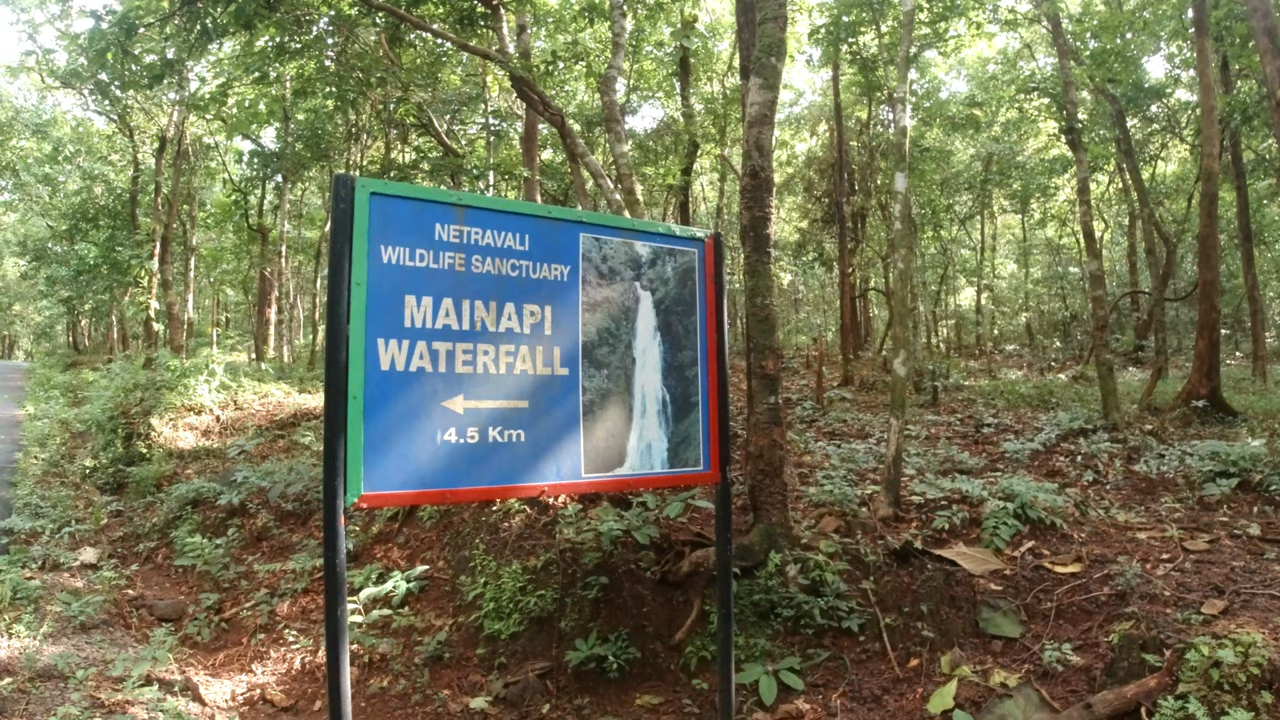 NETRAVALI
WILDLIFE SANCTUARY
MAINAPI
WATERFALL
4.5 Km